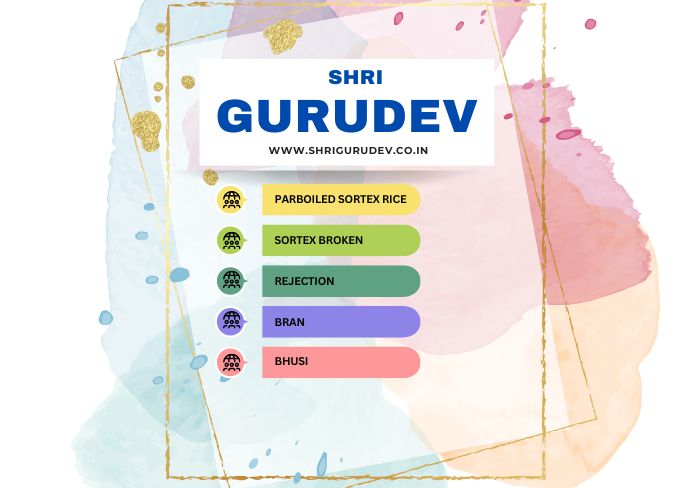 SHRI
GURUDEV
WWW.SHRIGURUDEV.CO.IN
PARBOILED SORTEX RICE
SORTEX BROKEN
REJECTION
BRAN
BHUSI